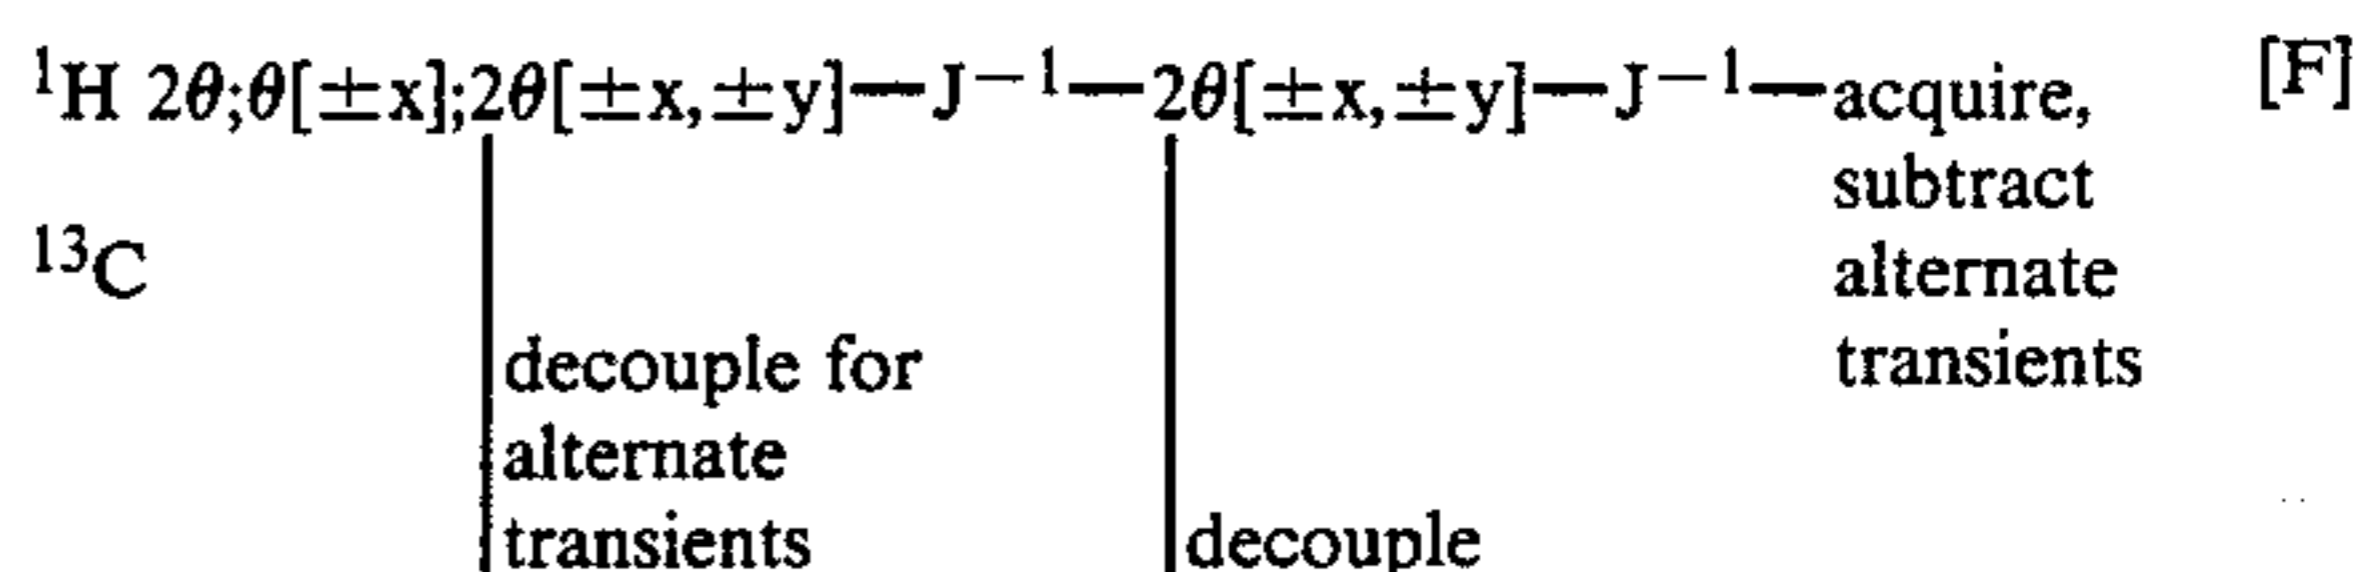 ¹H 2θ;θ[±x];2θ[±x,±y]—J⁻¹—2θ[±x,±y]—J⁻¹—acquire, [F]
subtract
¹³C alternate
decouple for transients
alternate
transients decouple